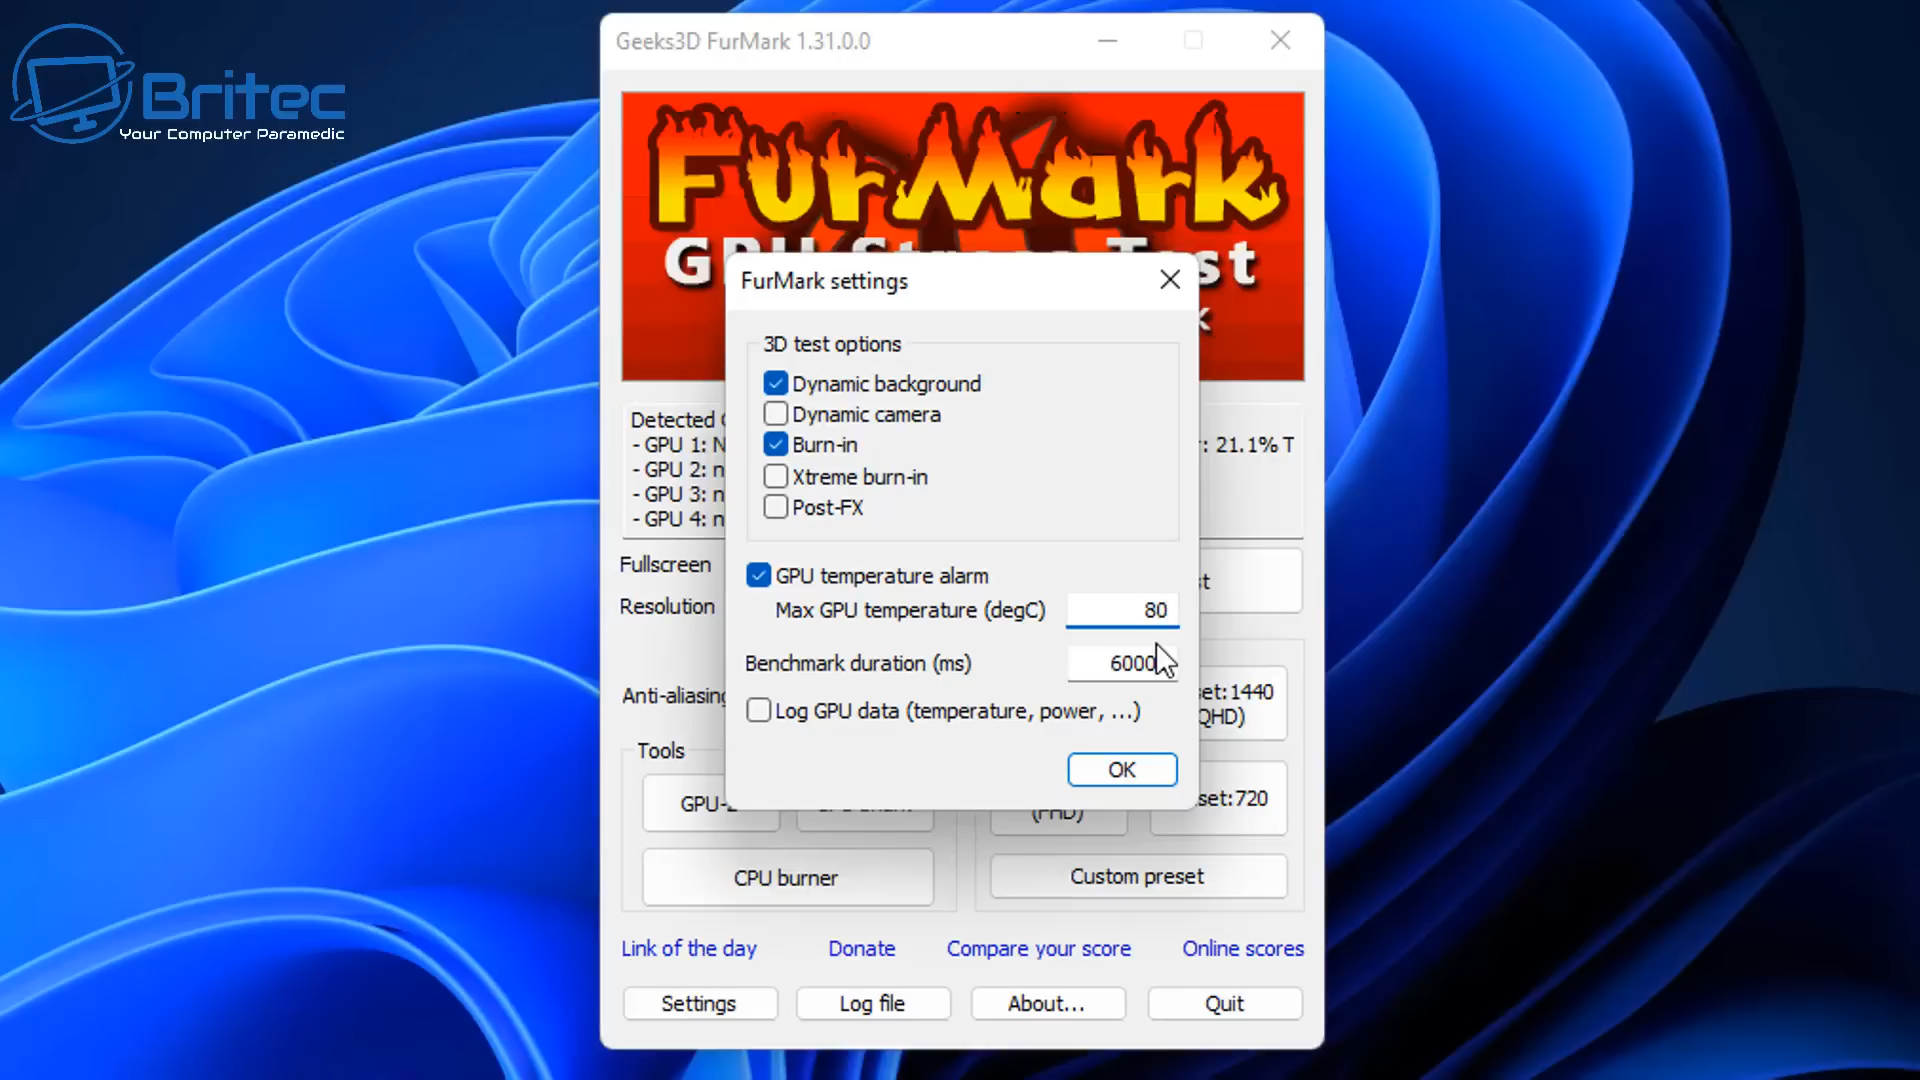 Britec
Your Computer Paramedic
Geeks3D FurMark 1.31.0.0
FurMark
FurMark settings
3D test options
Dynamic background
Dynamic camera
Burn-in
Xtreme burn-in
Post-FX
GPU temperature alarm
Max GPU temperature (degC) 80
Benchmark duration (ms) 6000
Log GPU data (temperature, power, ...)
OK
Detected
- GPU 1: N
: 21.1% T
- GPU 2: n
- GPU 3: n
- GPU 4: n
Fullscreen
Resolution
Anti-aliasing
set:1440
QHD)
Tools
set:720
(FHD)
CPU burner
Custom preset
Link of the day Donate Compare your score Online scores
Settings Log file About... Quit